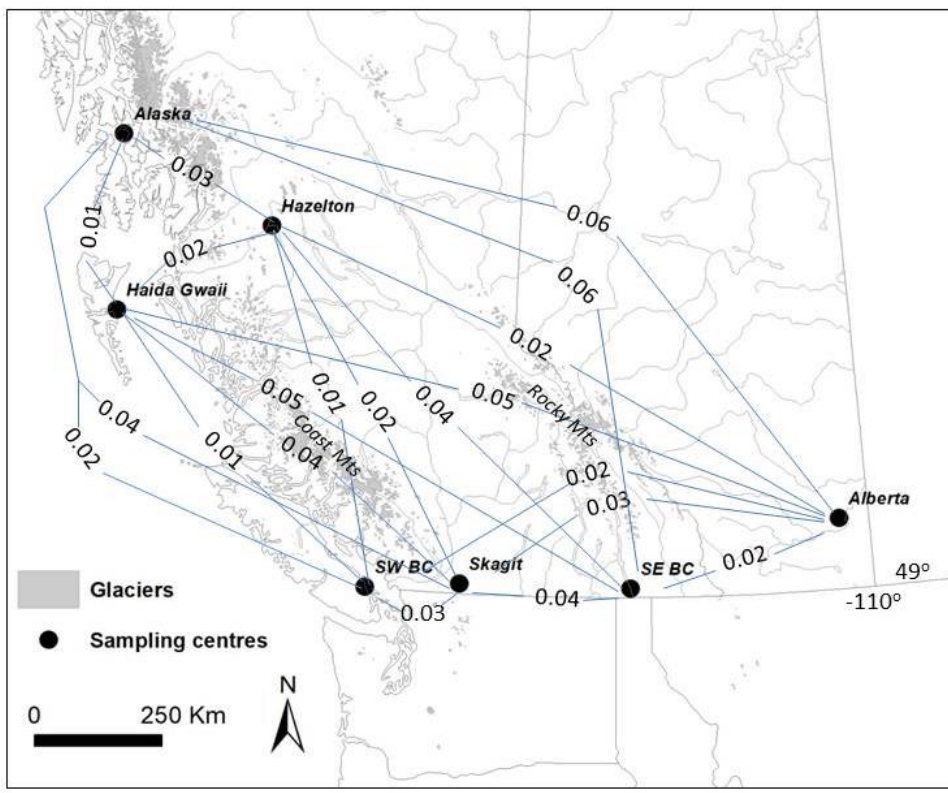 Alaska
0.03
0.06
Hazelton
0.01
0.02
0.06
Haida Gwaii
0.02
0.05
0.01
0.02
0.04
0.05
Rocky Mts
0.04
0.02
0.01
0.04
Coast Mts
0.02
0.03
Alberta
SW BC
Skagit
SE BC
0.02
49°
0.03
0.04
-110°
Glaciers
Sampling centres
N
0
250 Km